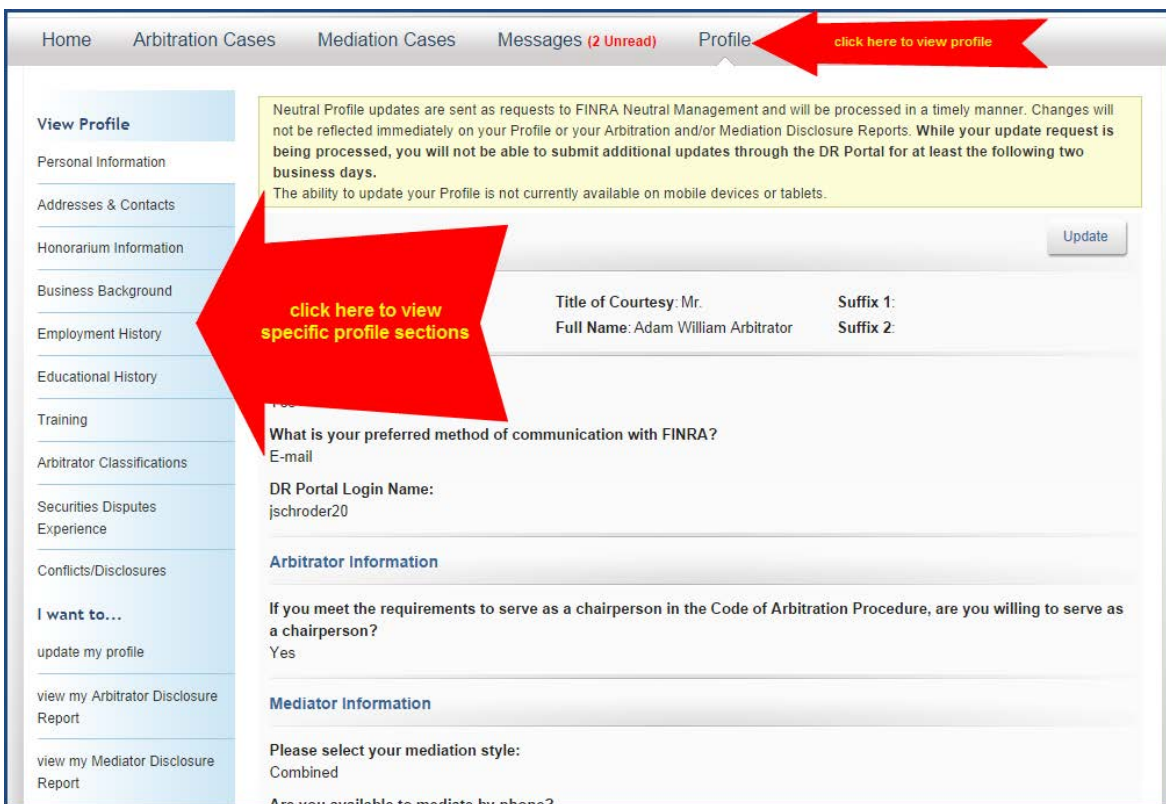 Home Arbitration Cases Mediation Cases Messages (2 Unread) Profile
click here to view profile
View Profile
Personal Information
Addresses & Contacts
Honorarium Information
Business Background
Employment History
Educational History
Training
Arbitrator Classifications
Securities Disputes
Experience
Conflicts/Disclosures
I want to...
update my profile
view my Arbitrator Disclosure
Report
view my Mediator Disclosure
Report
Neutral Profile updates are sent as requests to FINRA Neutral Management and will be processed in a timely manner. Changes will
not be reflected immediately on your Profile or your Arbitration and/or Mediation Disclosure Reports. While your update request is
being processed, you will not be able to submit additional updates through the DR Portal for at least the following two
business days.
The ability to update your Profile is not currently available on mobile devices or tablets.
Update
click here to view
specific profile sections
Title of Courtesy: Mr. Suffix 1:
Full Name: Adam William Arbitrator Suffix 2:
What is your preferred method of communication with FINRA?
E-mail
DR Portal Login Name:
jschroder20
Arbitrator Information
If you meet the requirements to serve as a chairperson in the Code of Arbitration Procedure, are you willing to serve as
a chairperson?
Yes
Mediator Information
Please select your mediation style:
Combined
Are you available to mediate by phone?